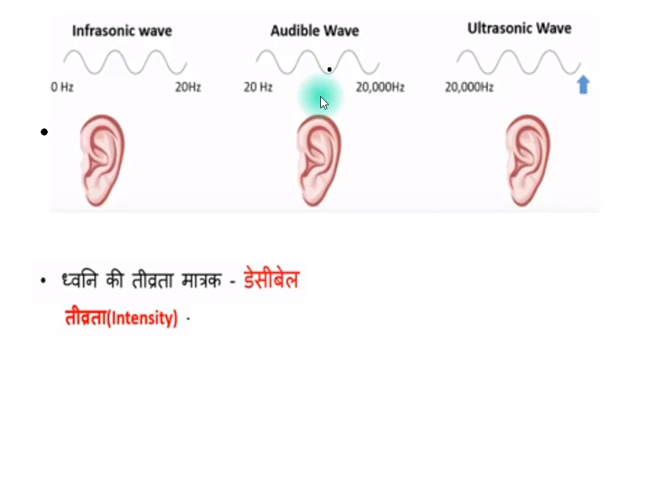 Infrasonic wave Audible Wave Ultrasonic Wave
0 Hz 20Hz 20 Hz 20,000Hz 20,000Hz
• ध्वनि की तीव्रता मात्रक - डेसीबेल
तीव्रता(Intensity) -